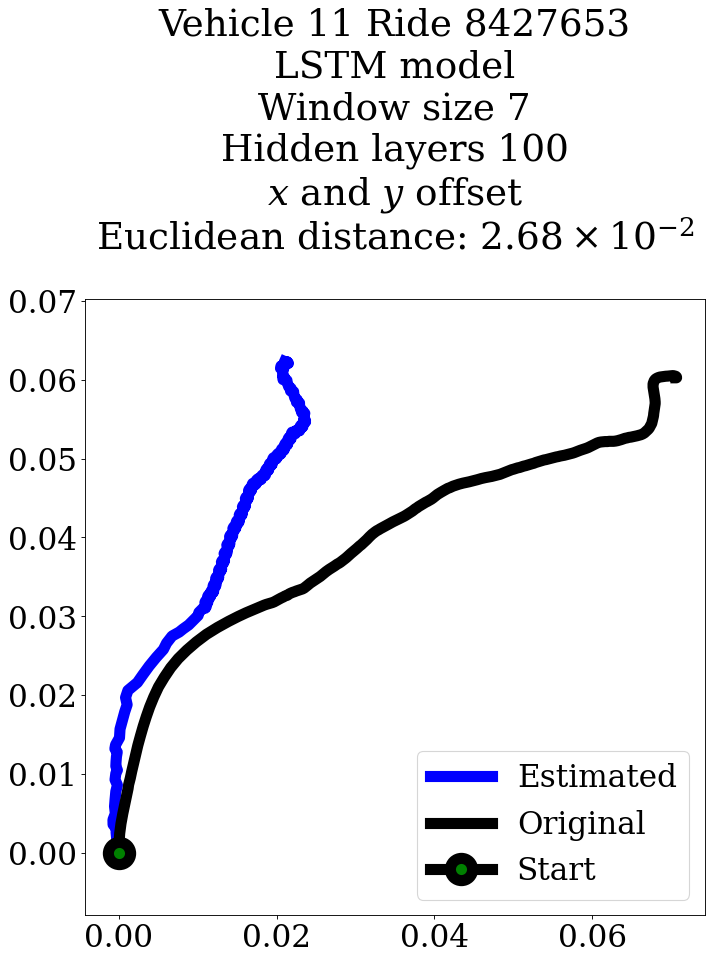 Vehicle 11 Ride 8427653
LSTM model
Window size 7
Hidden layers 100
x and y offset
Euclidean distance: 2.68 × 10⁻²
0.07
0.06
0.05
0.04
0.03
0.02
0.01
0.00
Estimated
Original
Start
0.00 0.02 0.04 0.06